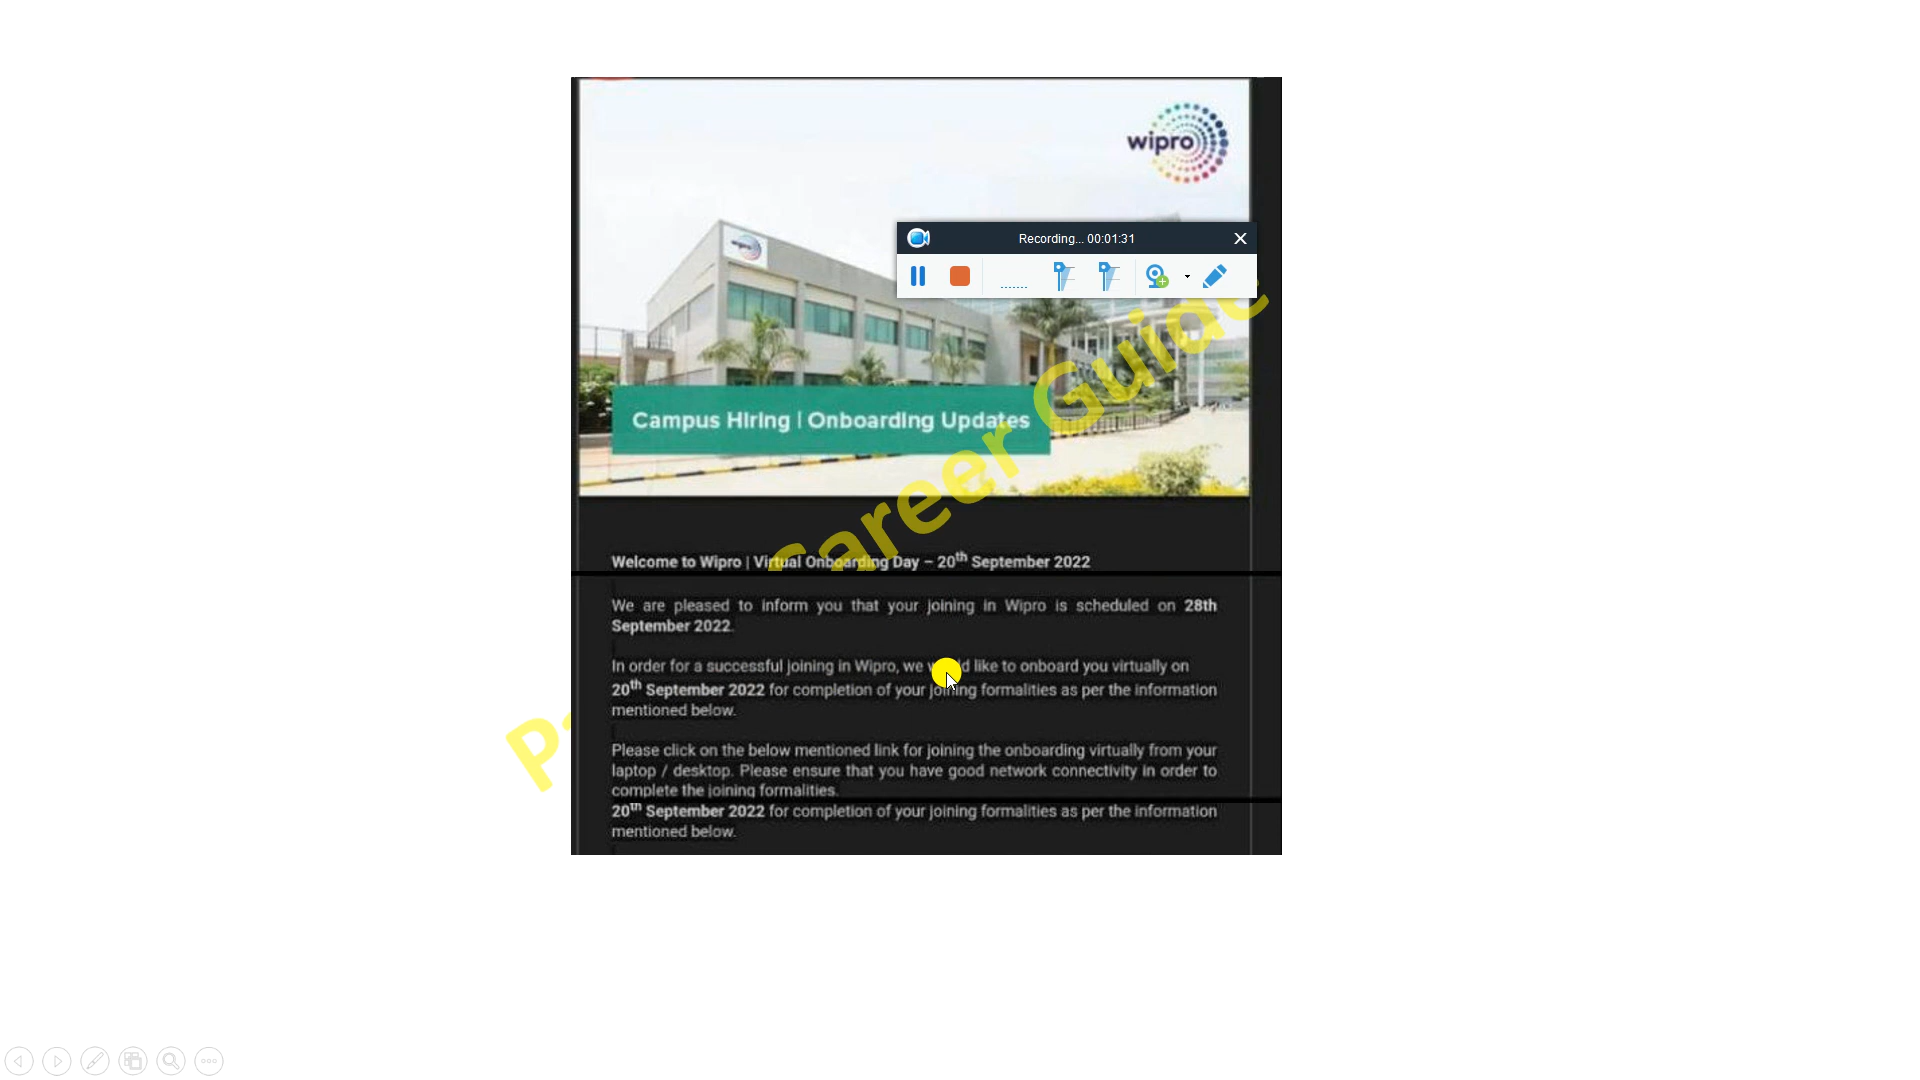 wipro
wipro
Recording... 00:01:31
Campus Hiring | Onboarding Updates
Career Guide
Welcome to Wipro | Virtual Onboarding Day – 20th September 2022
We are pleased to inform you that your joining in Wipro is scheduled on 28th
September 2022.
In order for a successful joining in Wipro, we like to onboard you virtually on
20th September 2022 for completion of your joining formalities as per the information
mentioned below.
Please click on the below mentioned link for joining the onboarding virtually from your
laptop / desktop. Please ensure that you have good network connectivity in order to
complete the joining formalities.
20th September 2022 for completion of your joining formalities as per the information
mentioned below.